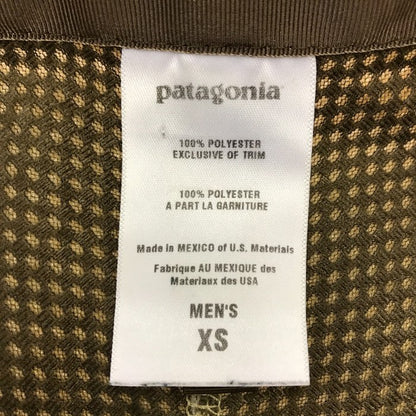 patagonia
100% POLYESTER
EXCLUSIVE OF TRIM
100% POLYESTER
A PART LA GARNITURE
Made in MEXICO of U.S. Materials
Fabrique AU MEXIQUE des
Materiaux des USA
MEN'S
XS